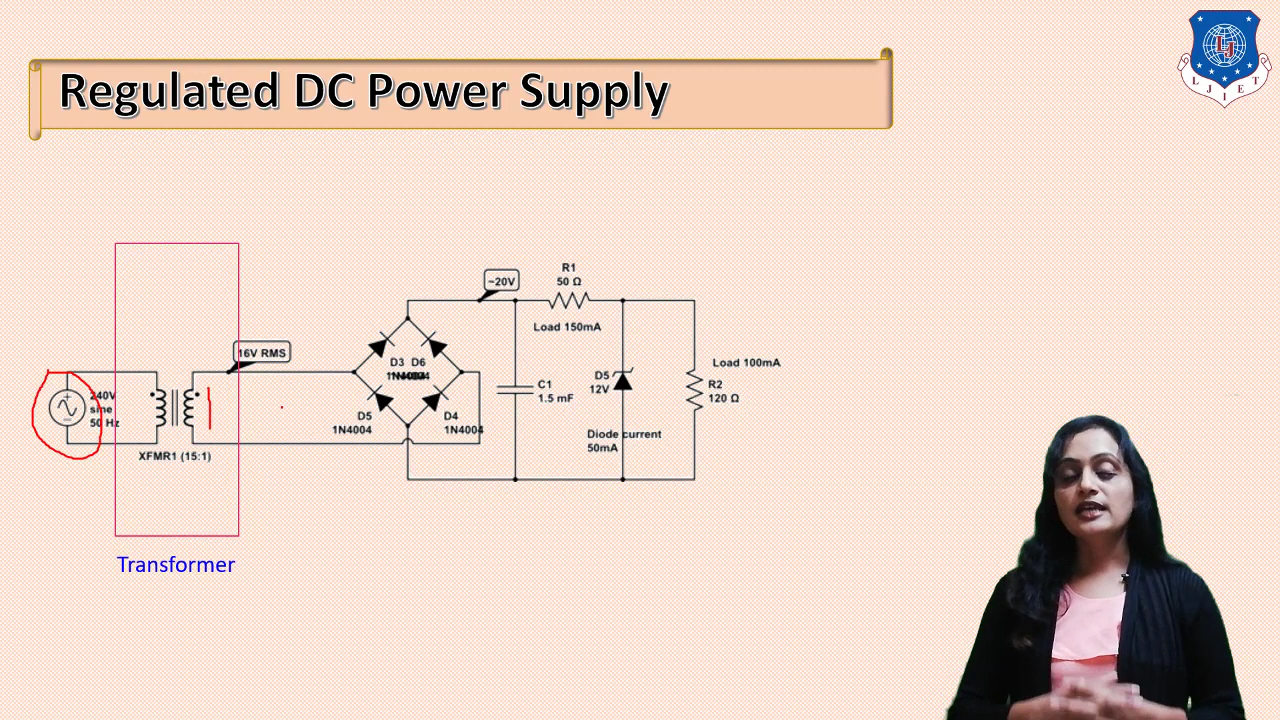 Regulated DC Power Supply
L J I E T
LJ
~20V
R1
50 Ω
Load 150mA
16V RMS
D3 D6
1N4004
Load 100mA
240V
sine
50 Hz
D5
12V
C1
1.5 mF
R2
120 Ω
D5
1N4004
D4
1N4004
Diode current
50mA
XFMR1 (15:1)
Transformer